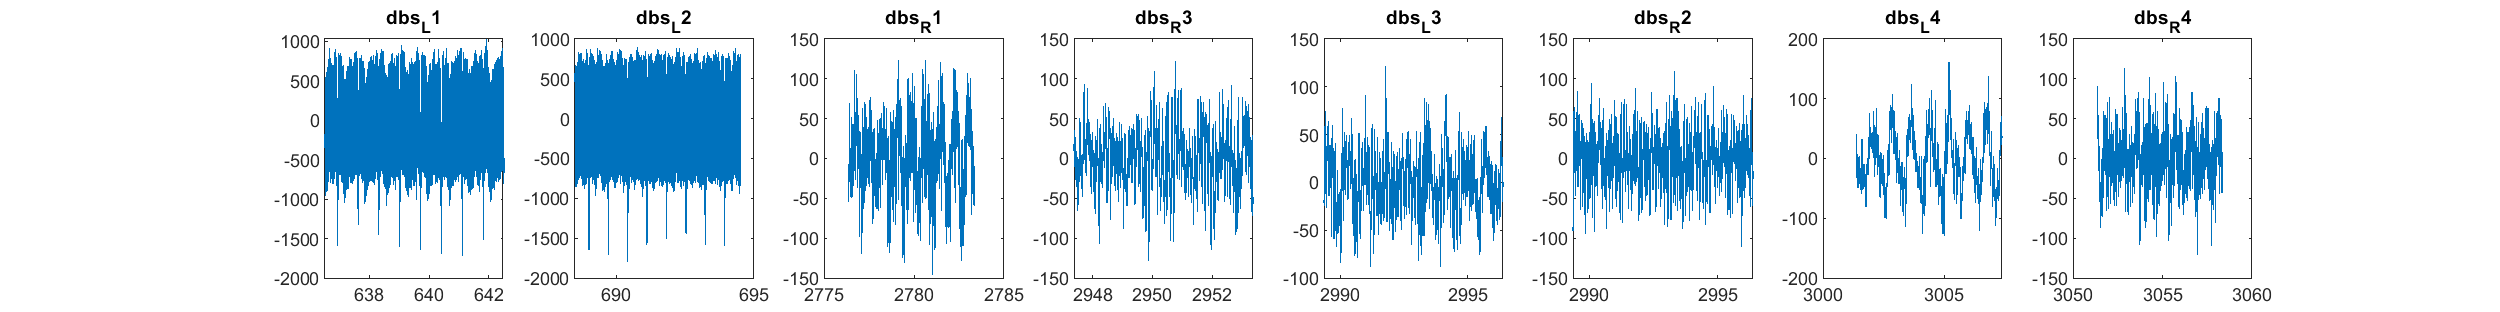 dbsL1 dbsL2 dbsR1 dbsR3 dbsL3 dbsR2 dbsL4 dbsR4
1000 1000 150 150 150 150 200 150
500 500 100 100 100 100 100 100
0 0 50 50 50 50 0 50
-500 -500 0 0 0 0 -100 0
-1000 -1000 -50 -50 -50 -50 -200 -50
-1500 -1500 -100 -100 -100 -100 -100
-2000 -2000 -150 -150 -150 -150
638 640 642 690 695 2775 2780 2785 2948 2950 2952 2990 2995 2990 2995 3000 3005 3050 3055 3060